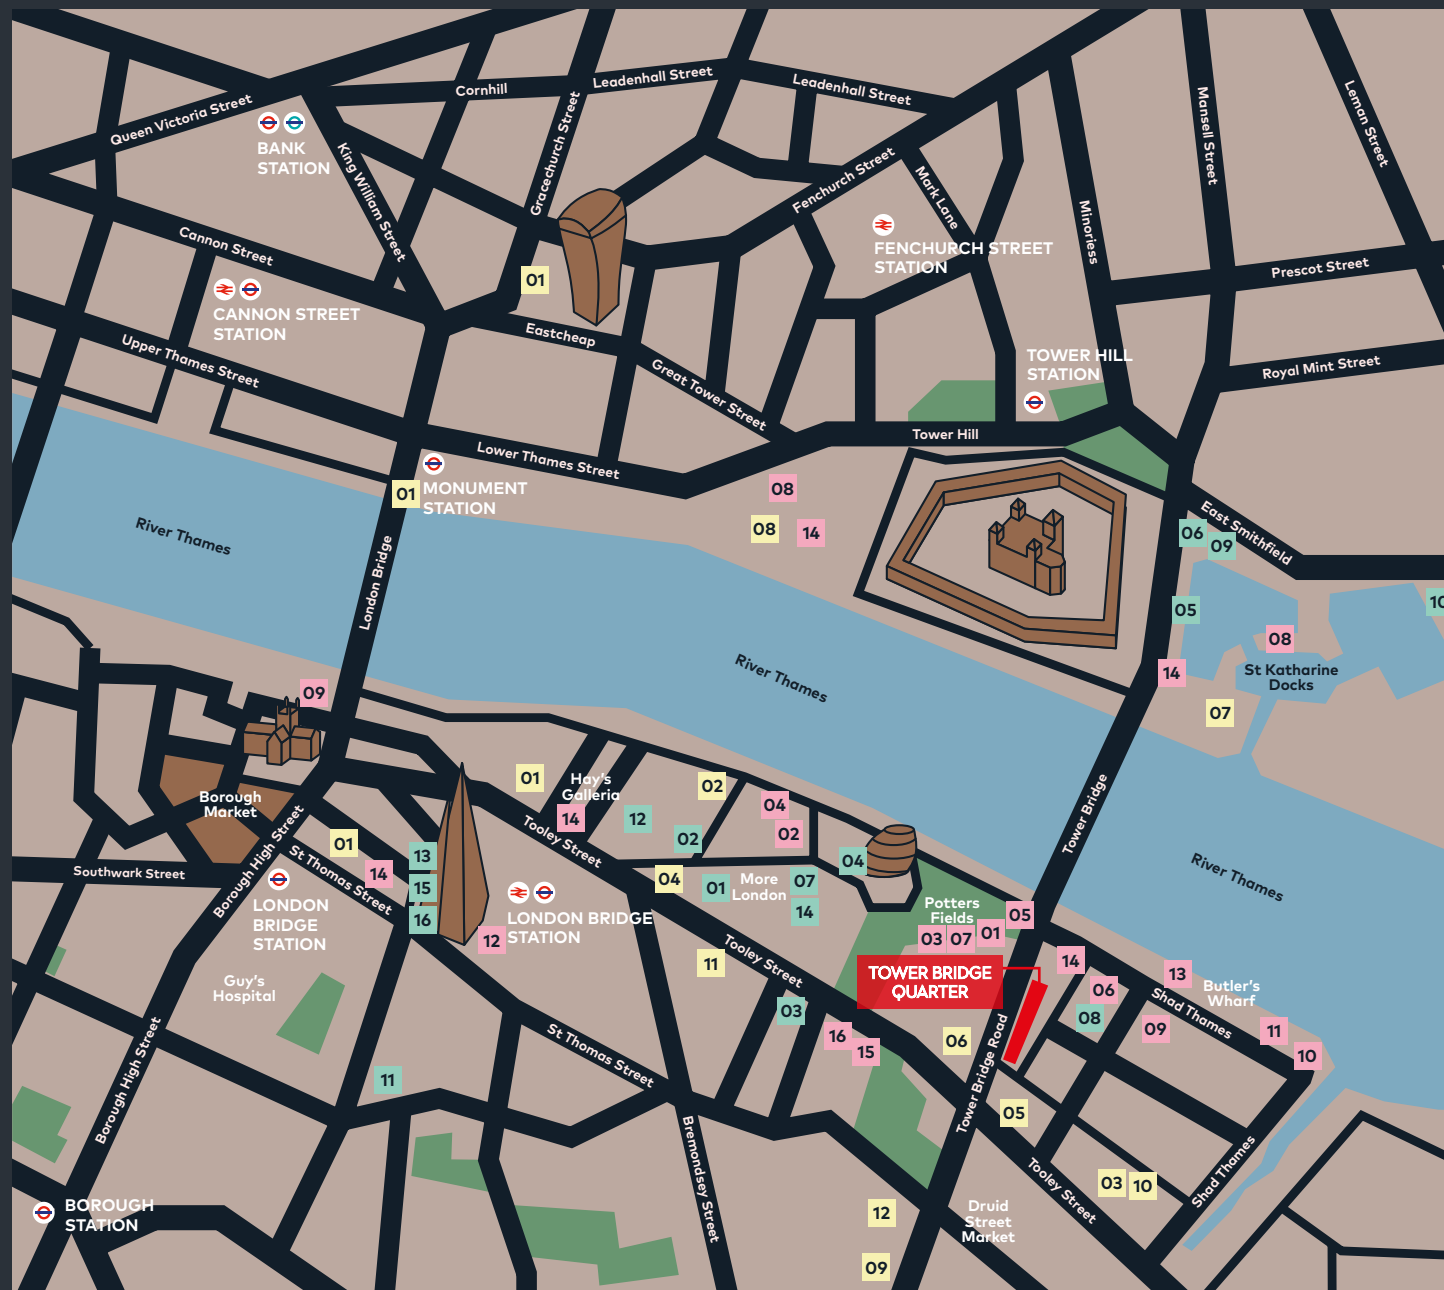 Queen Victoria Street
Cornhill
Leadenhall Street
Leadenhall Street
Mansell Street
Leman Street
BANK
STATION
King William Street
Gracechurch Street
Fenchurch Street
Mark Lane
Minoriess
FENCHURCH STREET
STATION
Prescot Street
Cannon Street
CANNON STREET
STATION
01
Upper Thames Street
Eastcheap
Great Tower Street
TOWER HILL
STATION
Royal Mint Street
Tower Hill
Lower Thames Street
01
MONUMENT
STATION
08
08
14
East Smithfield
06
09
River Thames
London Bridge
05
10
08
St Katharine
Docks
14
07
River Thames
09
Borough
Market
01
Hay's
Galleria
14
12
02
02
04
02
Tower Bridge
River Thames
Tooley Street
Borough High Street
01
14
St Thomas Street
13
15
16
Southwark Street
LONDON
BRIDGE
STATION
12
LONDON BRIDGE
STATION
04
01
More
London
07
14
04
Potters
Fields
03
07
01
05
TOWER BRIDGE
QUARTER
11
Tooley Street
03
16
15
06
14
06
08
13
Butler's
Wharf
Shad Thames
09
11
10
Guy's
Hospital
Borough High Street
11
St Thomas Street
Tower Bridge Road
05
Bremondsey Street
Tooley Street
03
10
Shad Thames
BOROUGH
STATION
12
09
Druid
Street
Market